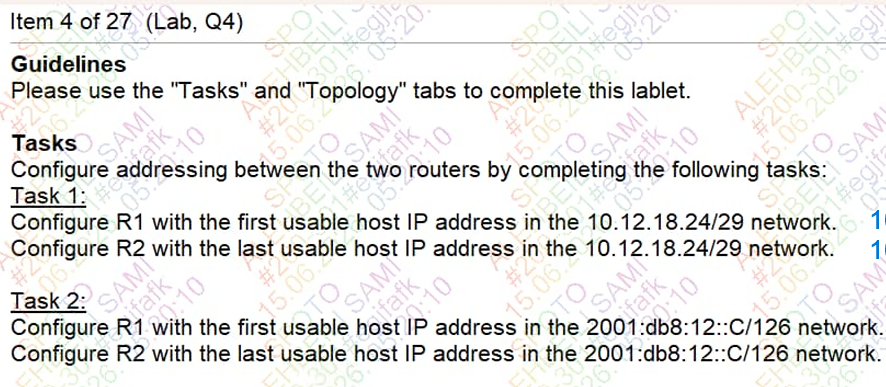 Item 4 of 27 (Lab, Q4)
Guidelines
Please use the "Tasks" and "Topology" tabs to complete this lablet.
Tasks
Configure addressing between the two routers by completing the following tasks:
Task 1:
Configure R1 with the first usable host IP address in the 10.12.18.24/29 network.
Configure R2 with the last usable host IP address in the 10.12.18.24/29 network.
Task 2:
Configure R1 with the first usable host IP address in the 2001:db8:12::C/126 network.
Configure R2 with the last usable host IP address in the 2001:db8:12::C/126 network.